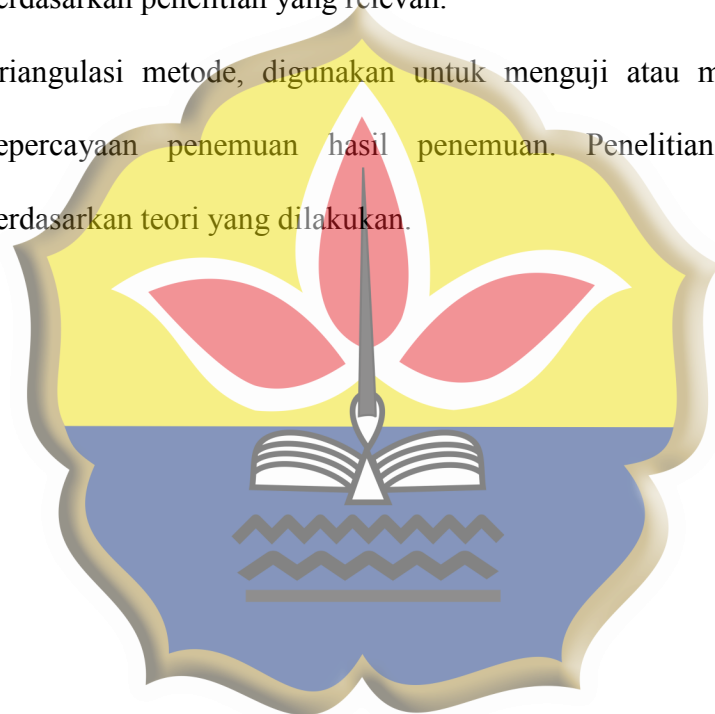 erdasarkan penelitian yang relevan.
riangulasi metode, digunakan untuk menguji atau m
epercayaan penemuan hasil penemuan. Penelitian
erdasarkan teori yang dilakukan.